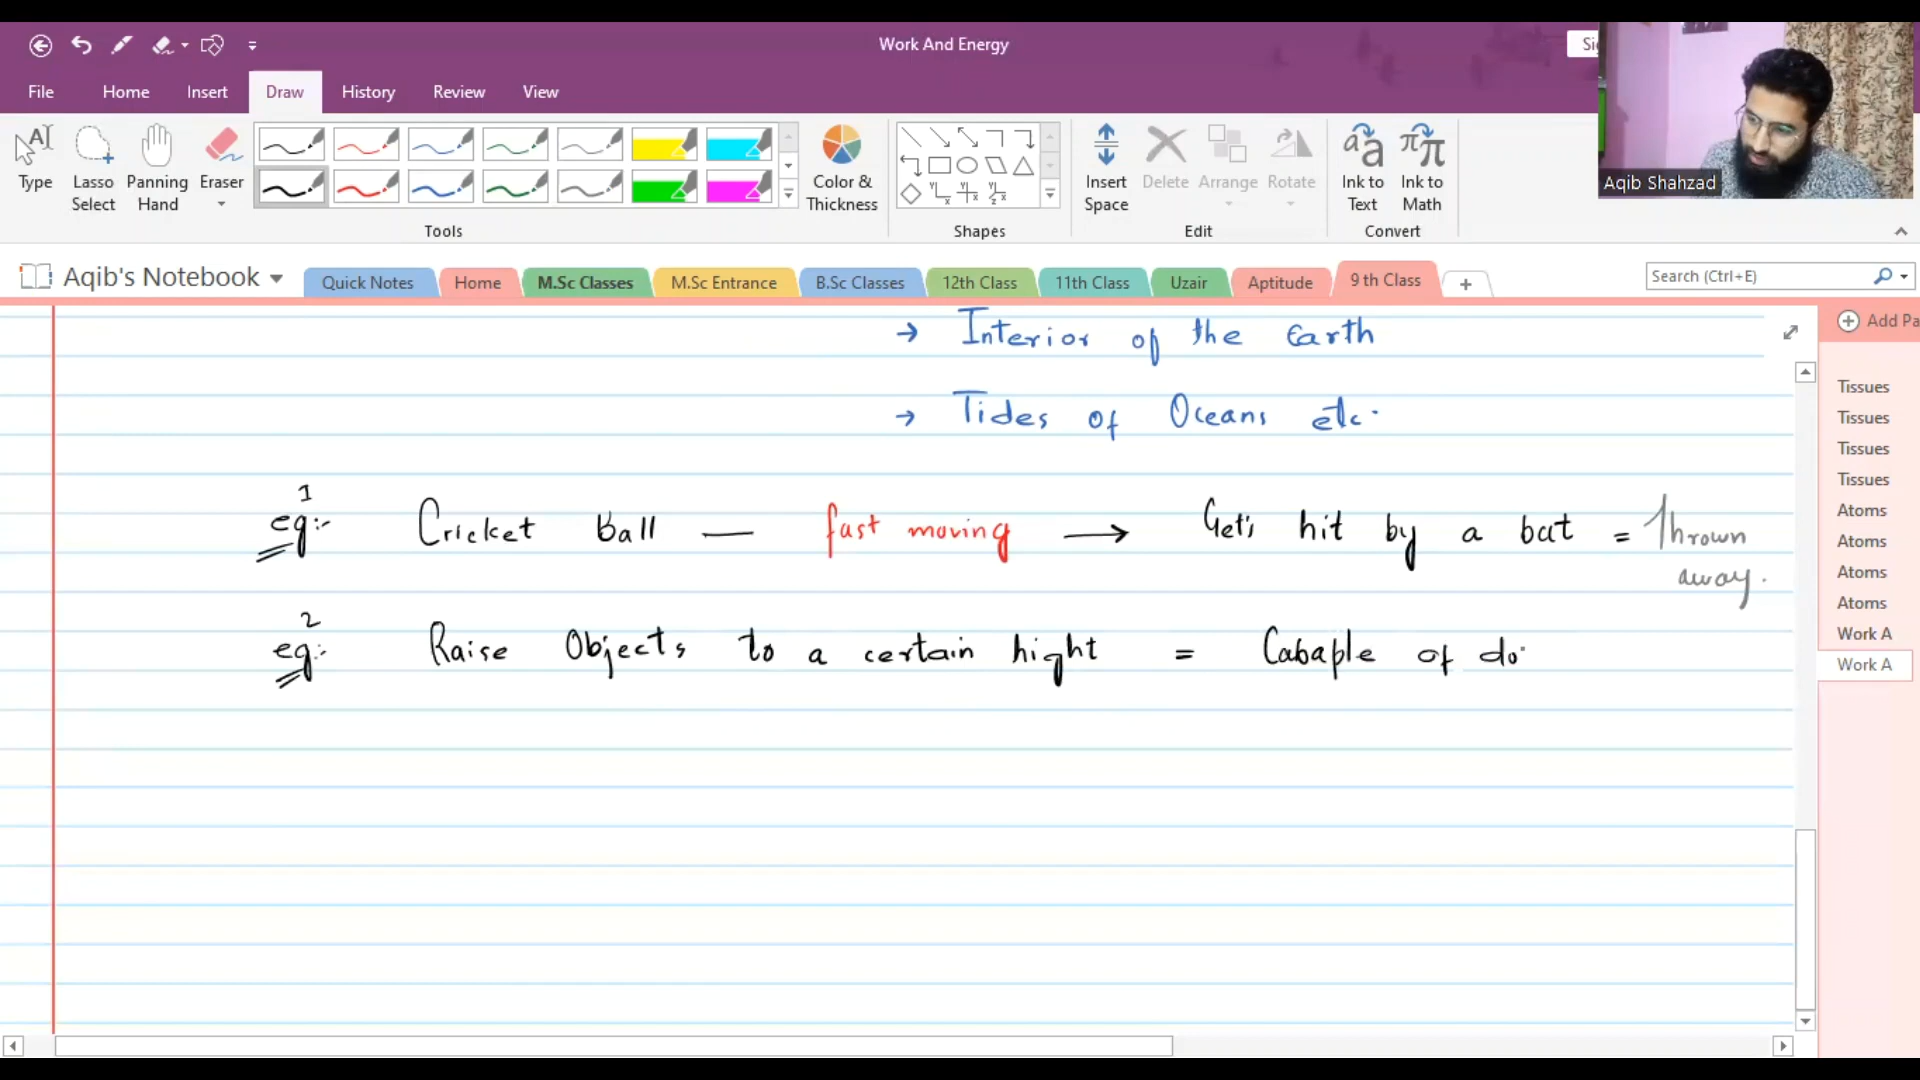 Work And Energy
Si
File Home Insert Draw History Review View
Type Lasso Select Panning Hand Eraser Color & Thickness Insert Space Delete Arrange Rotate Ink to Text Ink to Math
Tools Shapes Edit Convert
Aqib Shahzad
Aqib's Notebook Quick Notes Home M.Sc Classes M.Sc Entrance B.Sc Classes 12th Class 11th Class Uzair Aptitude 9 th Class + Search (Ctrl+E)
Add Pa
→ Interior of the Earth
→ Tides of Oceans etc.
eg:- 1 Cricket Ball — fast moving → Get's hit by a bat = Thrown
away.
eg:- 2 Raise Objects to a certain hight = Cabaple of do
Tissues
Tissues
Tissues
Tissues
Atoms
Atoms
Atoms
Atoms
Work A
Work A